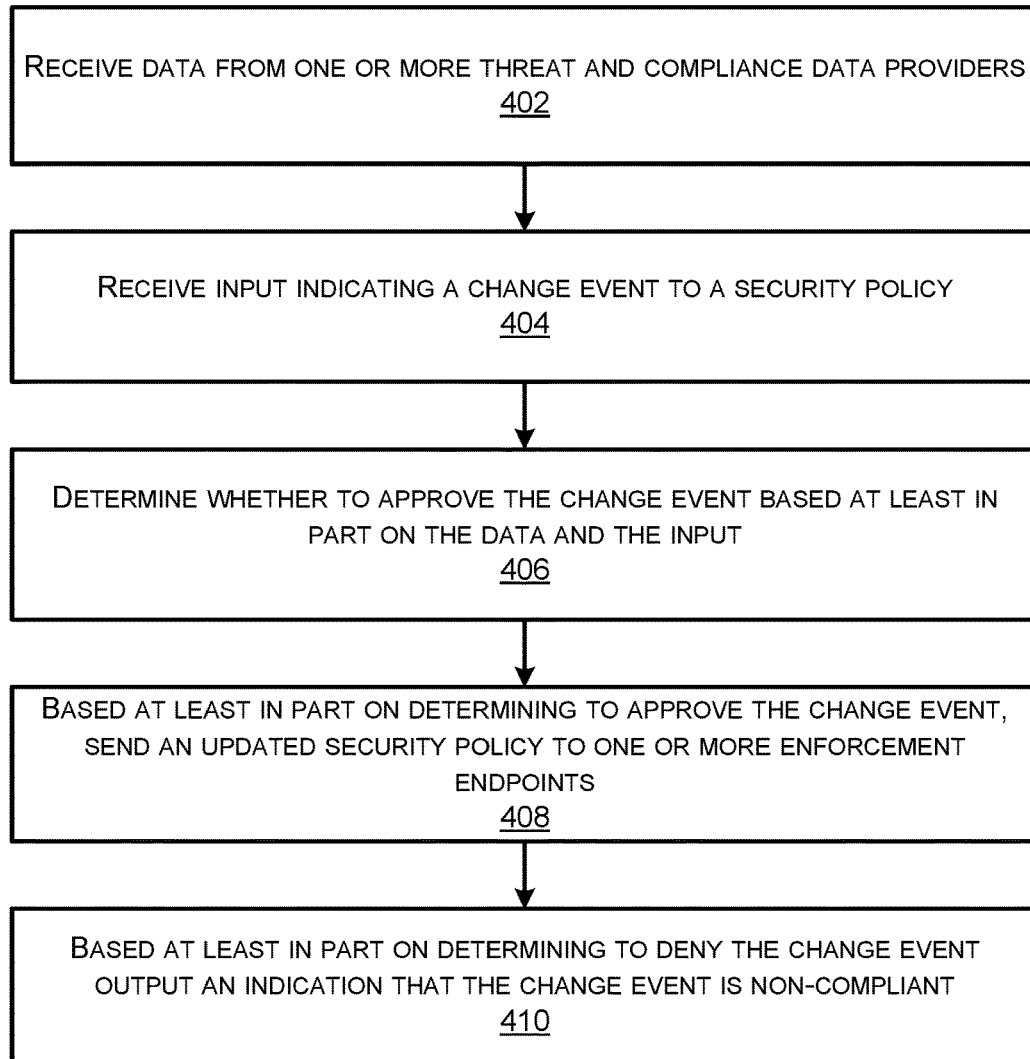 RECEIVE DATA FROM ONE OR MORE THREAT AND COMPLIANCE DATA PROVIDERS
402
RECEIVE INPUT INDICATING A CHANGE EVENT TO A SECURITY POLICY
404
DETERMINE WHETHER TO APPROVE THE CHANGE EVENT BASED AT LEAST IN
PART ON THE DATA AND THE INPUT
406
BASED AT LEAST IN PART ON DETERMINING TO APPROVE THE CHANGE EVENT,
SEND AN UPDATED SECURITY POLICY TO ONE OR MORE ENFORCEMENT
ENDPOINTS
408
BASED AT LEAST IN PART ON DETERMINING TO DENY THE CHANGE EVENT
OUTPUT AN INDICATION THAT THE CHANGE EVENT IS NON-COMPLIANT
410